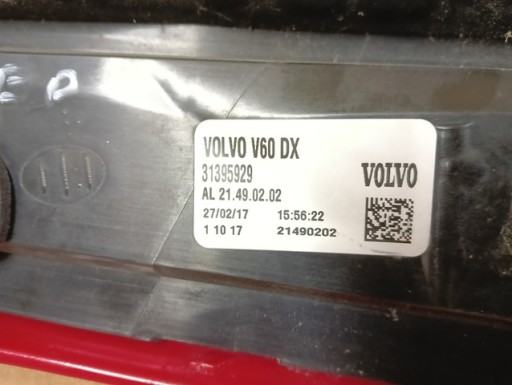 VOLVO V60 DX
31395929
VOLVO
AL 21.49.02.02
27/02/17 15:56:22
1 10 17 21490202